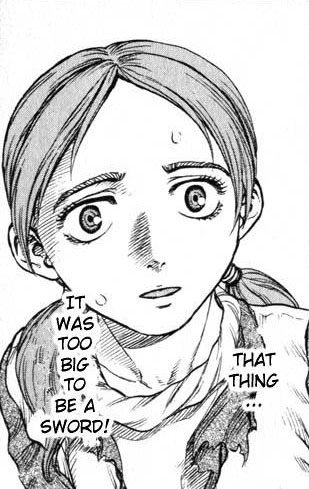 THAT
THING
...
IT
WAS
TOO
BIG
TO
BE A
SWORD!